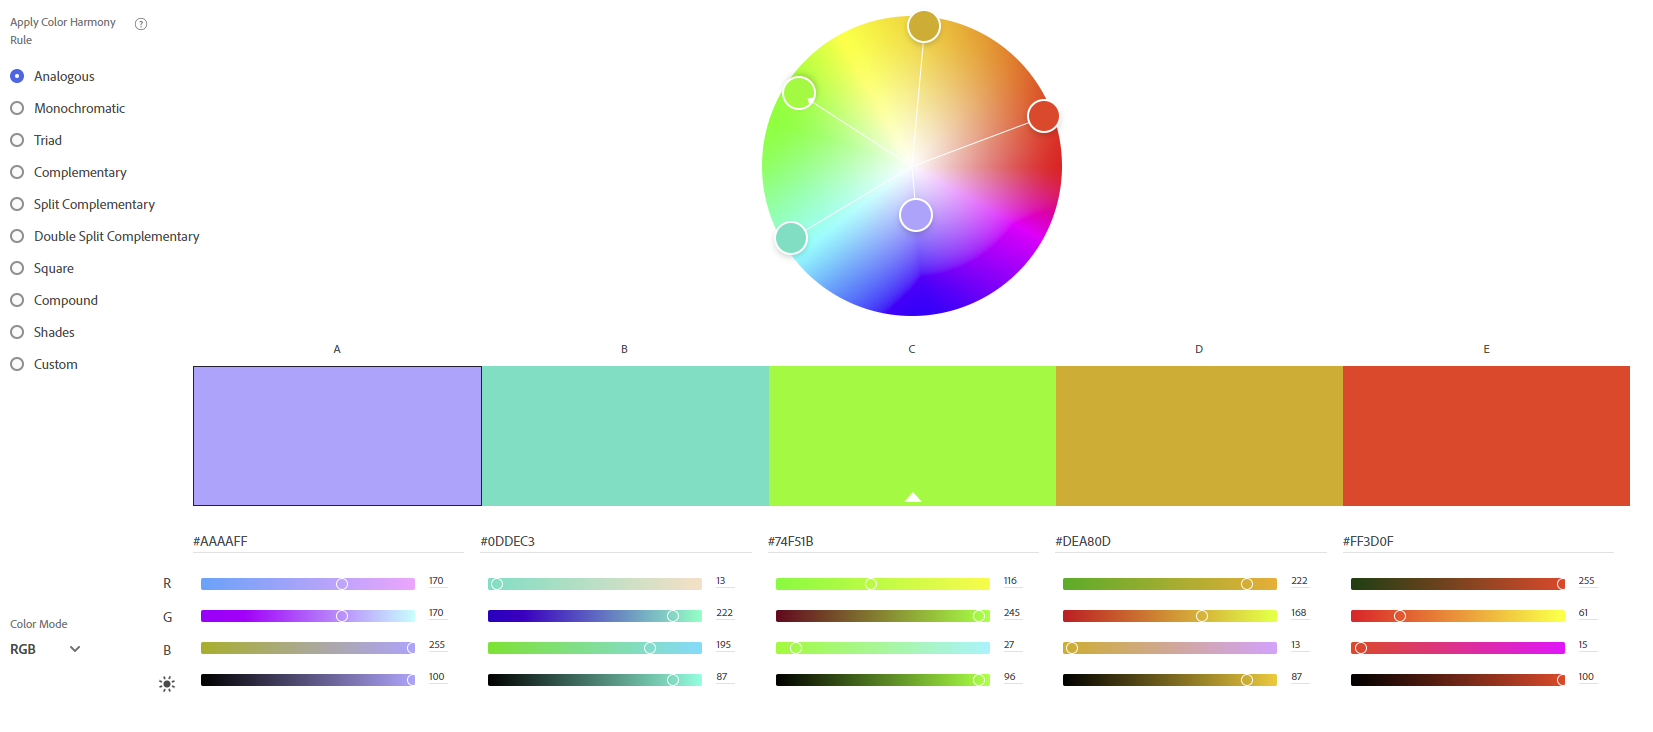 Apply Color Harmony
Rule
?
Analogous
Monochromatic
Triad
Complementary
Split Complementary
Double Split Complementary
Square
Compound
Shades
Custom
A B C D E
#AAAAFF #0DDEC3 #74F51B #DEA80D #FF3D0F
R 170 13 116 222 255
G 170 222 245 168 61
Color Mode
RGB
B 255 195 27 13 15
100 87 96 87 100